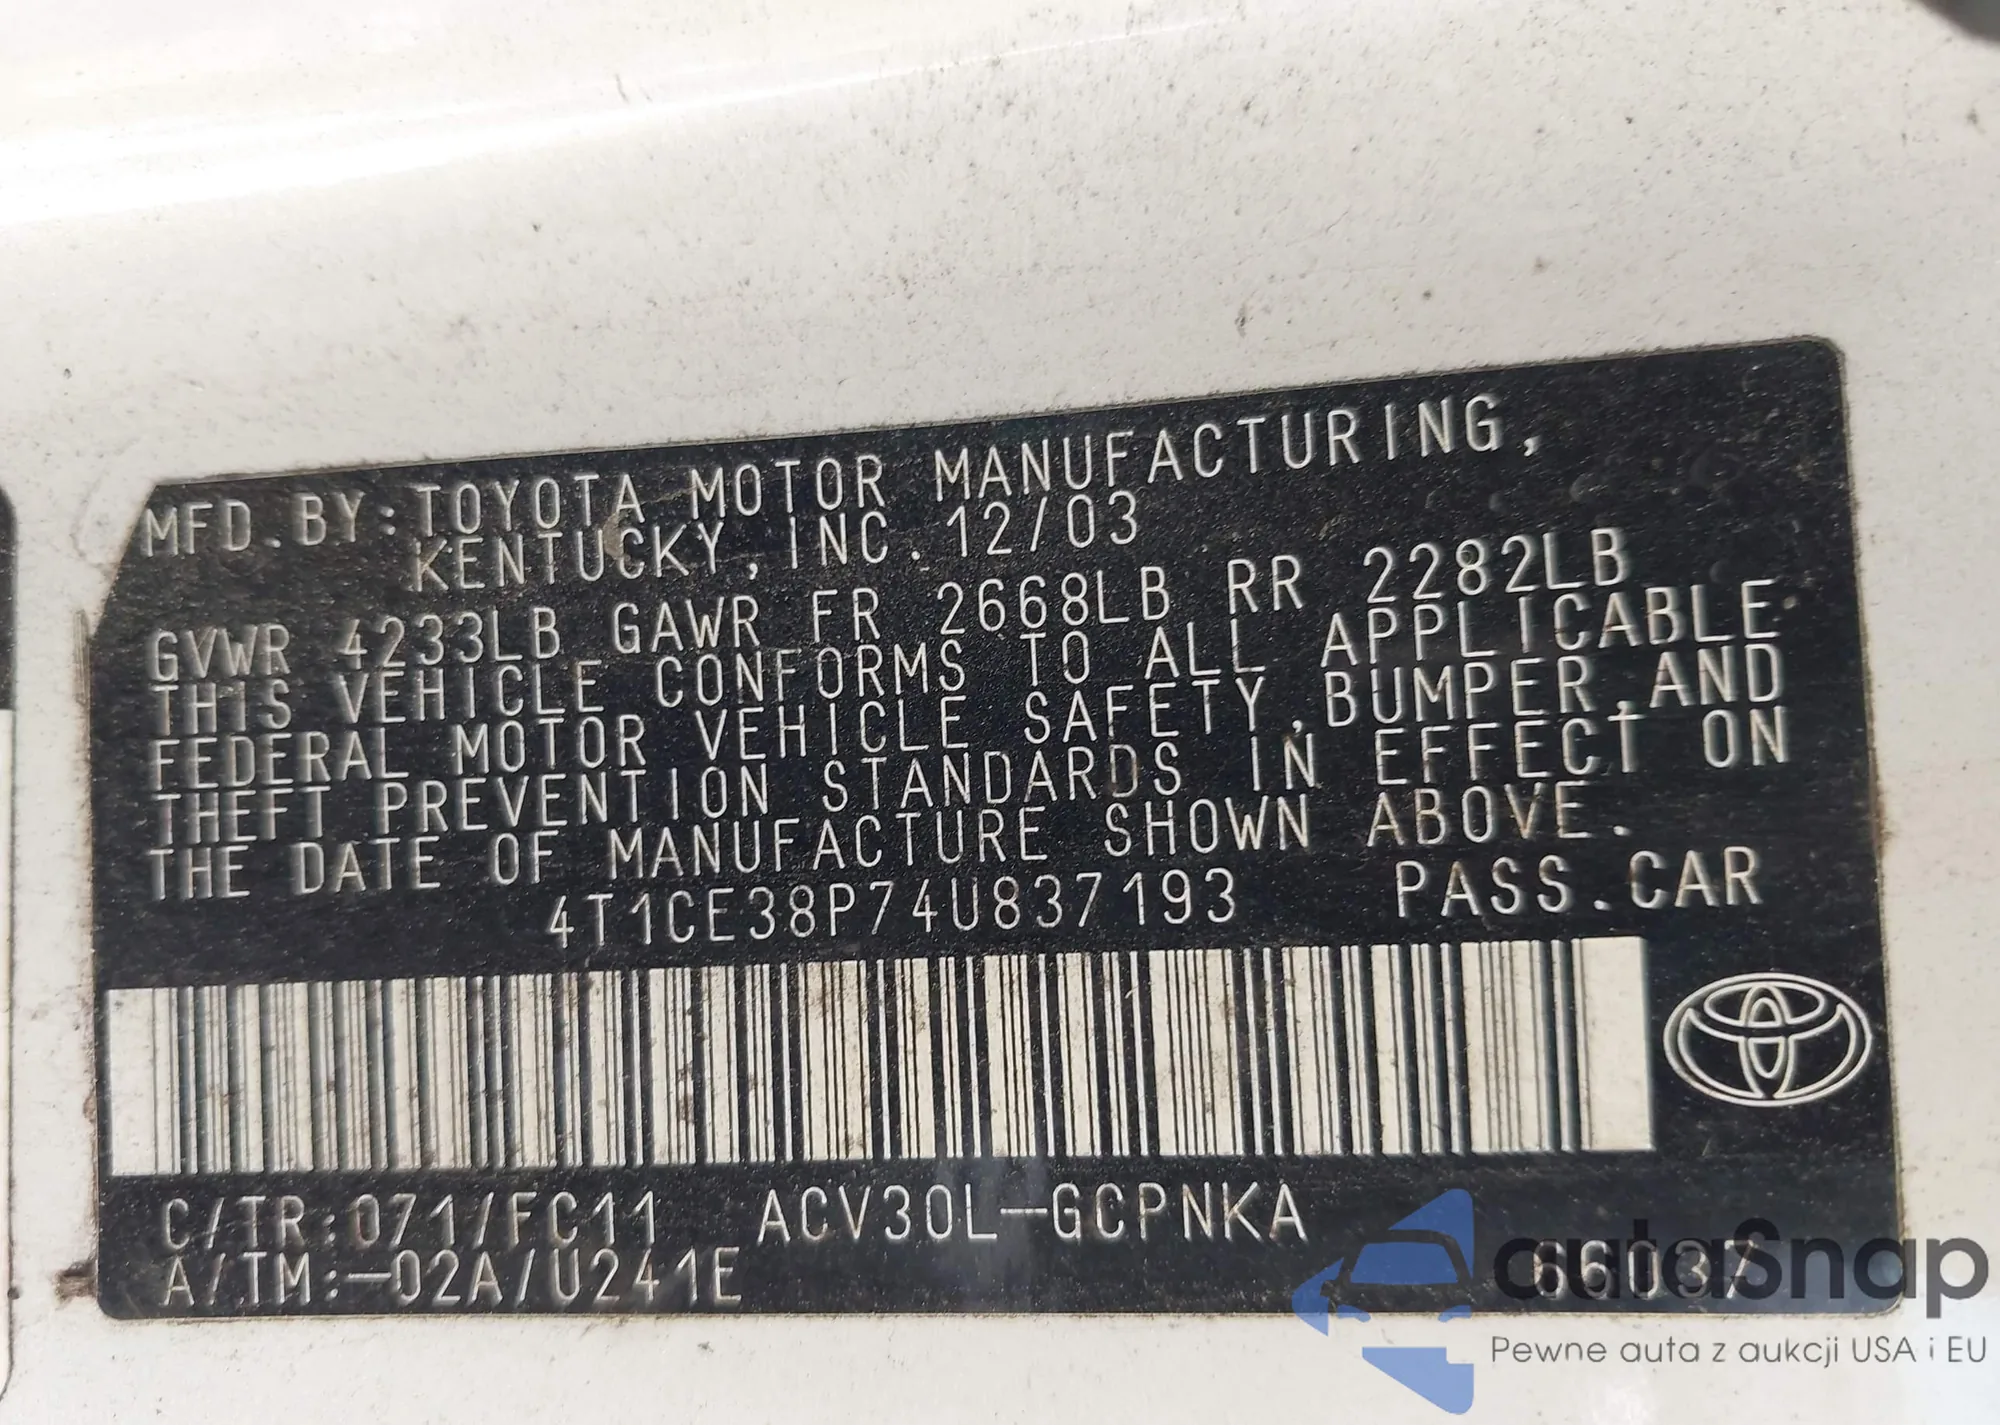 MFD.BY:TOYOTA MOTOR MANUFACTURING,
KENTUCKY,INC. 12/03
GVWR 4233LB GAWR FR 2668LB RR 2282LB
THIS VEHICLE CONFORMS TO ALL APPLICABLE
FEDERAL MOTOR VEHICLE SAFETY,BUMPER,AND
THEFT PREVENTION STANDARDS IN EFFECT ON
THE DATE OF MANUFACTURE SHOWN ABOVE.
4T1CE38P74U837193 PASS.CAR
C/TR:071/FC11 ACV30L-GCPNKA
A/TM:-02A/U241E 66037
autoSnap
Pewne auta z aukcji USA i EU